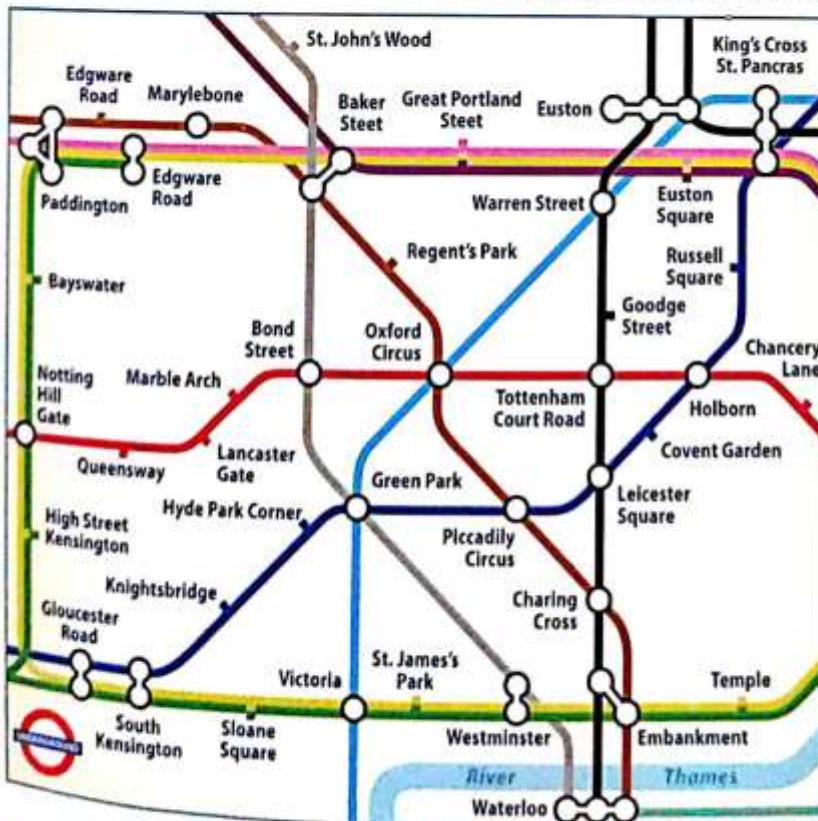 St. John's Wood
King's Cross
St. Pancras
Edgware
Road
Marylebone
Baker
Steet
Great Portland
Steet
Euston
Paddington
Edgware
Road
Warren Street
Euston
Square
Regent's Park
Russell
Square
Bayswater
Bond
Street
Oxford
Circus
Goodge
Street
Chancery
Lane
Notting
Hill
Gate
Marble Arch
Tottenham
Court Road
Holborn
Queensway
Lancaster
Gate
Covent Garden
Green Park
Leicester
Square
Hyde Park Corner
High Street
Kensington
Piccadily
Circus
Knightsbridge
Charing
Cross
Gloucester
Road
Victoria
St. James's
Park
Temple
South
Kensington
Sloane
Square
Westminster
Embankment
UNDERGROUND
River Thames
Waterloo